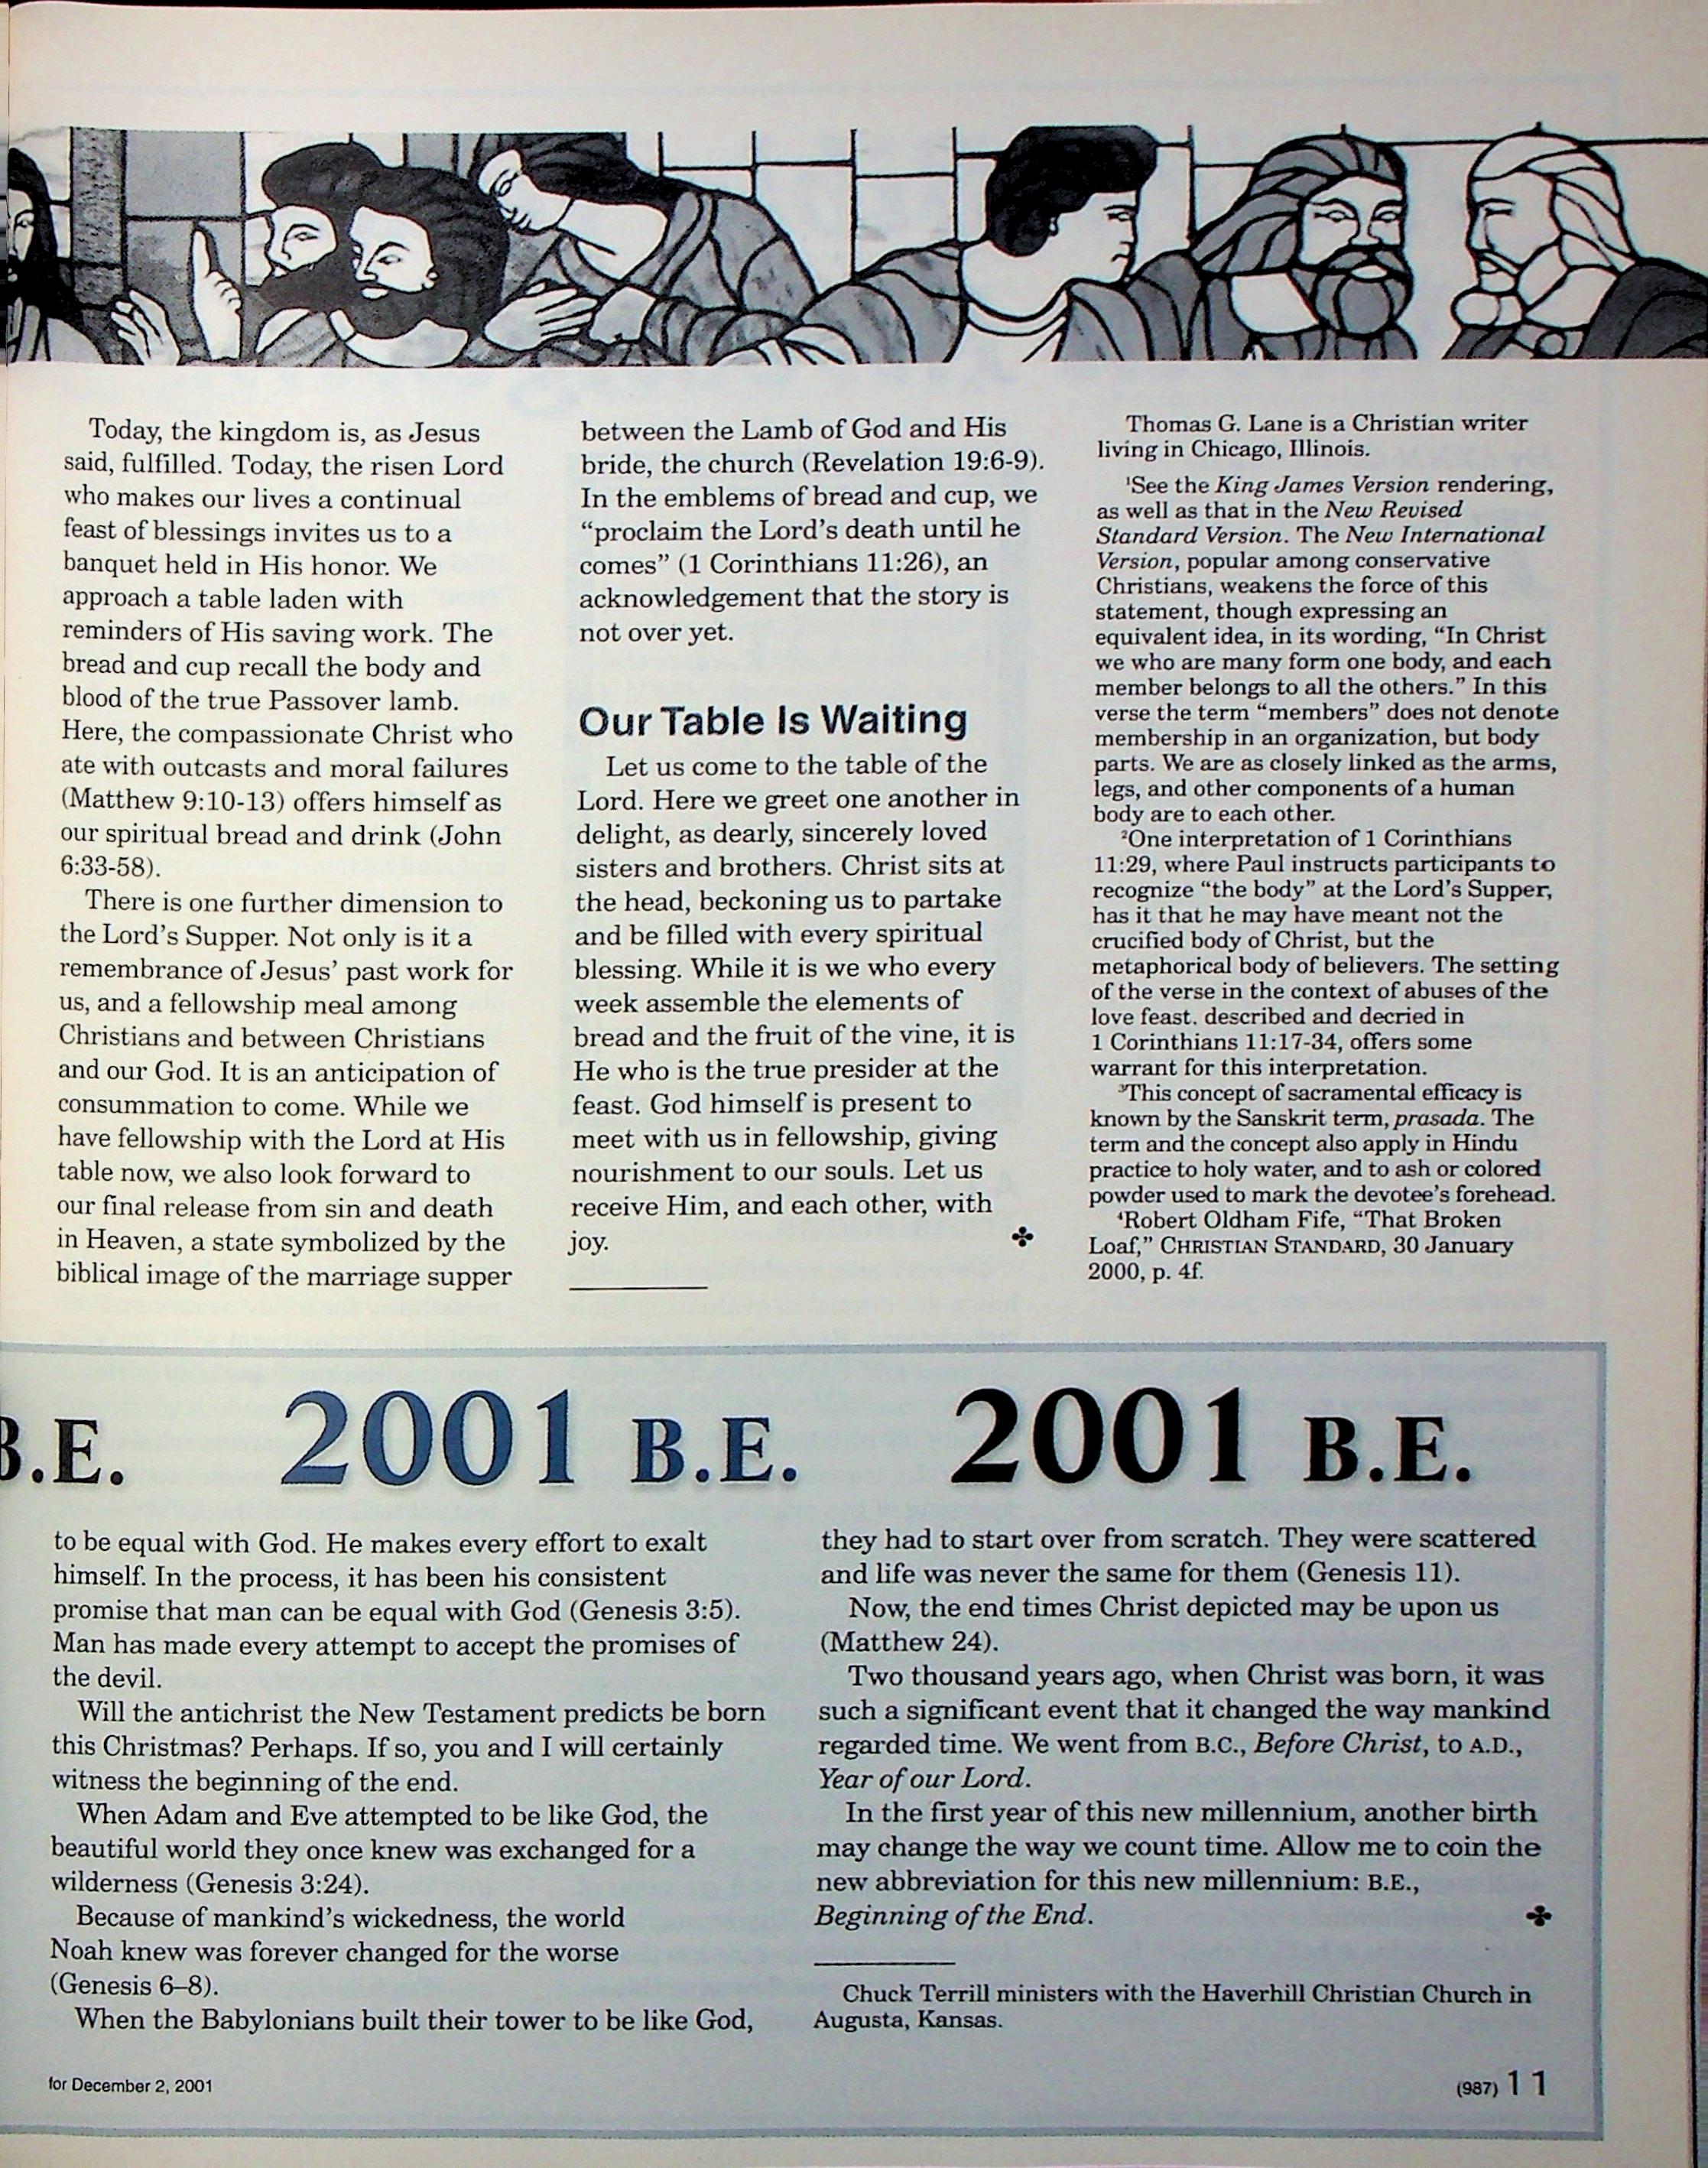 Today, the kingdom is, as Jesus
said, fulfilled. Today, the risen Lord
who makes our lives a continual
feast of blessings invites us to a
banquet held in His honor. We
approach a table laden with
reminders of His saving work. The
bread and cup recall the body and
blood of the true Passover lamb.
Here, the compassionate Christ who
ate with outcasts and moral failures
(Matthew 9:10-13) offers himself as
our spiritual bread and drink (John
6:33-58).
There is one further dimension to
the Lord's Supper. Not only is it a
remembrance of Jesus' past work for
us, and a fellowship meal among
Christians and between Christians
and our God. It is an anticipation of
consummation to come. While we
have fellowship with the Lord at His
table now, we also look forward to
our final release from sin and death
in Heaven, a state symbolized by the
biblical image of the marriage supper
between the Lamb of God and His
bride, the church (Revelation 19:6-9).
In the emblems of bread and cup, we
“proclaim the Lord's death until he
comes” (1 Corinthians 11:26), an
acknowledgement that the story is
not over yet.
Our Table Is Waiting
Let us come to the table of the
Lord. Here we greet one another in
delight, as dearly, sincerely loved
sisters and brothers. Christ sits at
the head, beckoning us to partake
and be filled with every spiritual
blessing. While it is we who every
week assemble the elements of
bread and the fruit of the vine, it is
He who is the true presider at the
feast. God himself is present to
meet with us in fellowship, giving
nourishment to our souls. Let us
receive Him, and each other, with
joy.
Thomas G. Lane is a Christian writer
living in Chicago, Illinois.
¹See the King James Version rendering,
as well as that in the New Revised
Standard Version. The New International
Version, popular among conservative
Christians, weakens the force of this
statement, though expressing an
equivalent idea, in its wording, “In Christ
we who are many form one body, and each
member belongs to all the others.” In this
verse the term “members” does not denote
membership in an organization, but body
parts. We are as closely linked as the arms,
legs, and other components of a human
body are to each other.
²One interpretation of 1 Corinthians
11:29, where Paul instructs participants to
recognize “the body” at the Lord's Supper,
has it that he may have meant not the
crucified body of Christ, but the
metaphorical body of believers. The setting
of the verse in the context of abuses of the
love feast. described and decried in
1 Corinthians 11:17-34, offers some
warrant for this interpretation.
³This concept of sacramental efficacy is
known by the Sanskrit term, prasada. The
term and the concept also apply in Hindu
practice to holy water, and to ash or colored
powder used to mark the devotee's forehead.
⁴Robert Oldham Fife, “That Broken
Loaf,” CHRISTIAN STANDARD, 30 January
2000, p. 4f.
B.E. 2001 B.E. 2001 B.E.
to be equal with God. He makes every effort to exalt
himself. In the process, it has been his consistent
promise that man can be equal with God (Genesis 3:5).
Man has made every attempt to accept the promises of
the devil.
Will the antichrist the New Testament predicts be born
this Christmas? Perhaps. If so, you and I will certainly
witness the beginning of the end.
When Adam and Eve attempted to be like God, the
beautiful world they once knew was exchanged for a
wilderness (Genesis 3:24).
Because of mankind's wickedness, the world
Noah knew was forever changed for the worse
(Genesis 6–8).
When the Babylonians built their tower to be like God,
they had to start over from scratch. They were scattered
and life was never the same for them (Genesis 11).
Now, the end times Christ depicted may be upon us
(Matthew 24).
Two thousand years ago, when Christ was born, it was
such a significant event that it changed the way mankind
regarded time. We went from B.C., Before Christ, to A.D.,
Year of our Lord.
In the first year of this new millennium, another birth
may change the way we count time. Allow me to coin the
new abbreviation for this new millennium: B.E.,
Beginning of the End.
Chuck Terrill ministers with the Haverhill Christian Church in
Augusta, Kansas.
for December 2, 2001
(987) 11